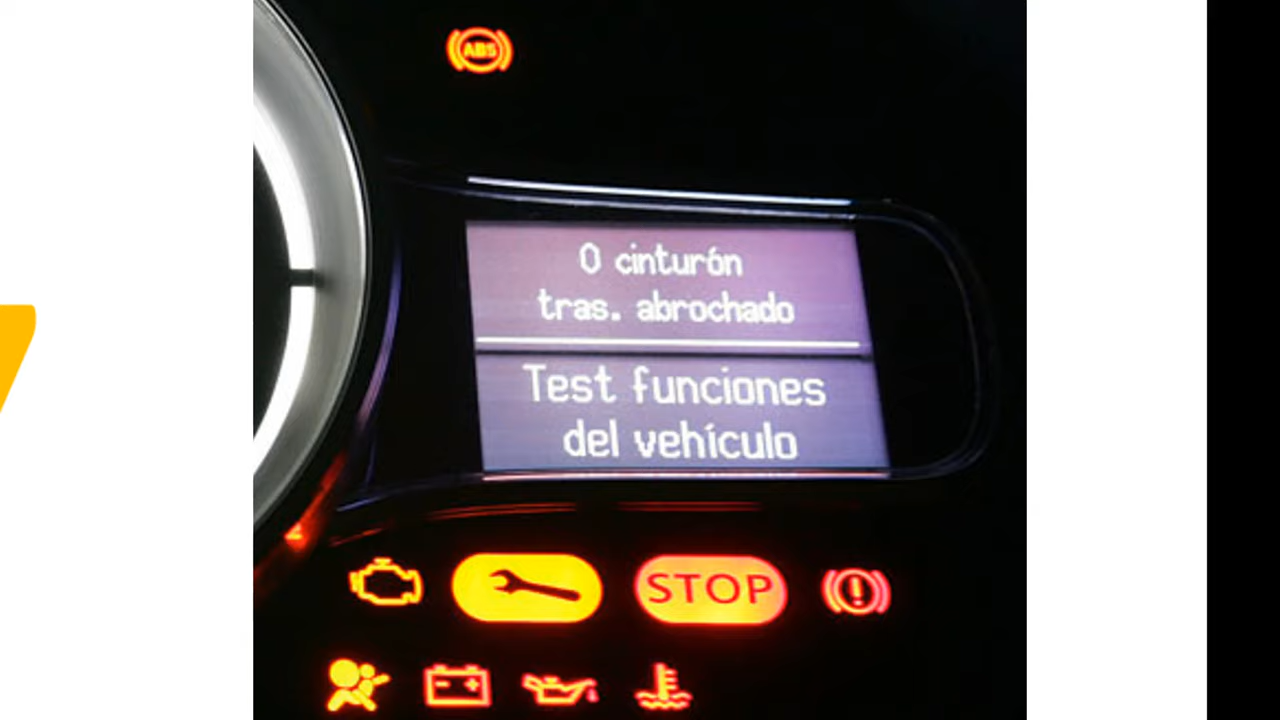 ABS
0 cinturón
tras. abrochado
Test funciones
del vehículo
STOP